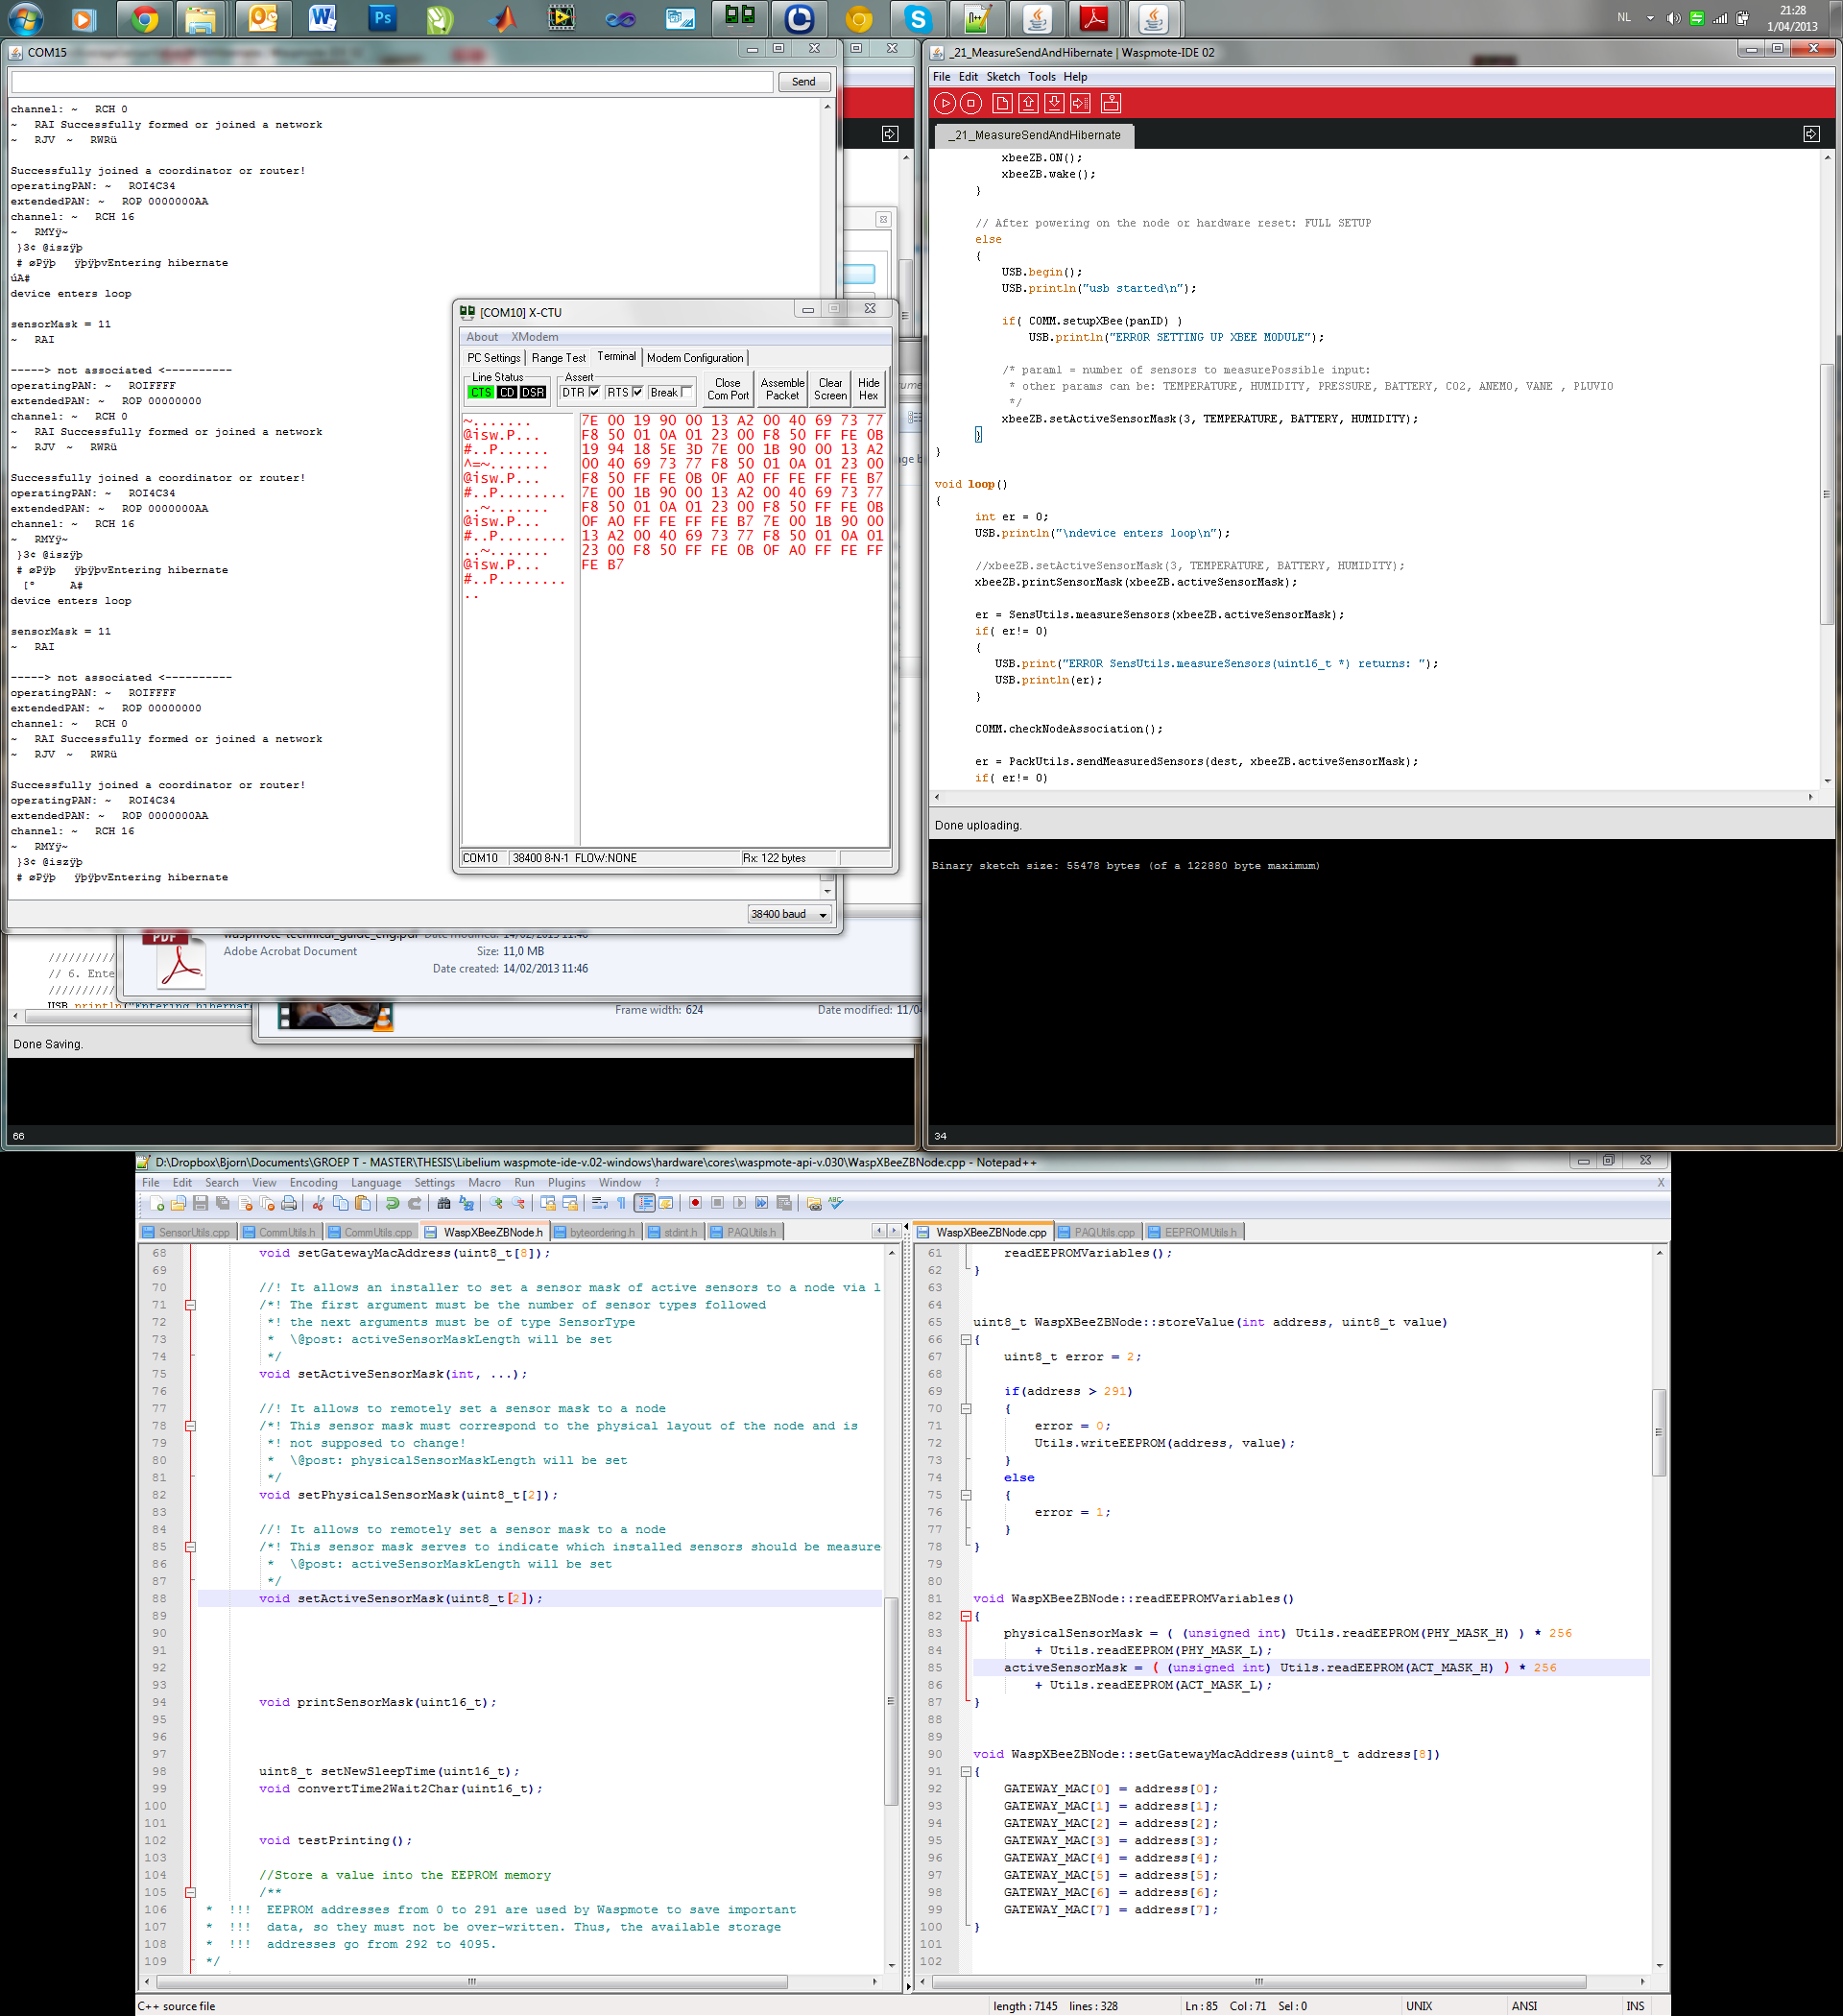 NL
21:28
1/04/2013
COM15
Send
channel: ~   RCH 0
~   RAI Successfully formed or joined a network
~   RJV  ~   RWRü
Successfully joined a coordinator or router!
operatingPAN: ~   ROI4C34
extendedPAN: ~   ROP 0000000AA
channel: ~   RCH 16
~   RMYÿ~
 }3¢ @iszÿþ
 # øPÿþ   ÿþÿþvEntering hibernate
úA#
device enters loop
sensorMask = 11
~   RAI
-----> not associated <----------
operatingPAN: ~   ROIFFFF
extendedPAN: ~   ROP 00000000
channel: ~   RCH 0
~   RAI Successfully formed or joined a network
~   RJV  ~   RWRü
Successfully joined a coordinator or router!
operatingPAN: ~   ROI4C34
extendedPAN: ~   ROP 0000000AA
channel: ~   RCH 16
~   RMYÿ~
 }3¢ @iszÿþ
 # øPÿþ   ÿþÿþvEntering hibernate
  [°      A#
device enters loop
sensorMask = 11
~   RAI
-----> not associated <----------
operatingPAN: ~   ROIFFFF
extendedPAN: ~   ROP 00000000
channel: ~   RCH 0
~   RAI Successfully formed or joined a network
~   RJV  ~   RWRü
Successfully joined a coordinator or router!
operatingPAN: ~   ROI4C34
extendedPAN: ~   ROP 0000000AA
channel: ~   RCH 16
~   RMYÿ~
 }3¢ @iszÿþ
 # øPÿþ   ÿþÿþvEntering hibernate
38400 baud
[COM10] X-CTU
About XModem
PC Settings Range Test Terminal Modem Configuration
Line Status
CTS CD DSR
Assert
DTR RTS Break
Close Com Port
Assemble Packet
Clear Screen
Hide Hex
~.......
@isw.P...
#..P......
^=~.......
@isw.P...
#..P.........
..~.......
@isw.P...
#..P.........
..~.......
@isw.P...
#..P.........
..
7E 00 19 90 00 13 A2 00 40 69 73 77
F8 50 01 0A 01 23 00 F8 50 FF FE 0B
19 94 18 5E 3D 7E 00 1B 90 00 13 A2
00 40 69 73 77 F8 50 01 0A 01 23 00
F8 50 FF FE 0B 0F A0 FF FE FF FE B7
7E 00 1B 90 00 13 A2 00 40 69 73 77
F8 50 01 0A 01 23 00 F8 50 FF FE 0B
0F A0 FF FE FF FE B7 7E 00 1B 90 00
13 A2 00 40 69 73 77 F8 50 01 0A 01
23 00 F8 50 FF FE 0B 0F A0 FF FE FF
FE B7
COM10 38400 8-N-1 FLOW:NONE Rx: 122 bytes
waspmote-technical_guide_eng.pdf Date modified: 14/02/2013 11:46
Adobe Acrobat Document Size: 11,0 MB
Date created: 14/02/2013 11:46
Frame width: 624 Date modified: 11/04
///////////
// 6. Ente
///////////
USB.println("Entering hibernat
Done Saving.
66
_21_MeasureSendAndHibernate | Waspmote-IDE 02
File Edit Sketch Tools Help
_21_MeasureSendAndHibernate
xbeeZB.ON();
xbeeZB.wake();
}
// After powering on the node or hardware reset: FULL SETUP
else
{
USB.begin();
USB.println("usb started\n");
if( COMM.setupXBee(panID) )
USB.println("ERROR SETTING UP XBEE MODULE");
/* param1 = number of sensors to measurePossible input:
* other params can be: TEMPERATURE, HUMIDITY, PRESSURE, BATTERY, CO2, ANEMO, VANE , PLUVIO
*/
xbeeZB.setActiveSensorMask(3, TEMPERATURE, BATTERY, HUMIDITY);
}
}
void loop()
{
int er = 0;
USB.println("\ndevice enters loop\n");
//xbeeZB.setActiveSensorMask(3, TEMPERATURE, BATTERY, HUMIDITY);
xbeeZB.printSensorMask(xbeeZB.activeSensorMask);
er = SensUtils.measureSensors(xbeeZB.activeSensorMask);
if( er!= 0)
{
USB.print("ERROR SensUtils.measureSensors(uint16_t *) returns: ");
USB.println(er);
}
COMM.checkNodeAssociation();
er = PackUtils.sendMeasuredSensors(dest, xbeeZB.activeSensorMask);
if( er!= 0)
Done uploading.
Binary sketch size: 55478 bytes (of a 122880 byte maximum)
34
D:\Dropbox\Bjorn\Documents\GROEP T - MASTER\THESIS\Libelium waspmote-ide-v.02-windows\hardware\cores\waspmote-api-v.030\WaspXBeeZBNode.cpp - Notepad++
File Edit Search View Encoding Language Settings Macro Run Plugins Window ? X
SensorUtils.cpp CommUtils.h CommUtils.cpp WaspXBeeZBNode.h byteordering.h stdint.h PAQUtils.h
68 void setGatewayMacAddress(uint8_t[8]);
69
70 //! It allows an installer to set a sensor mask of active sensors to a node via l
71 /*! The first argument must be the number of sensor types followed
72 *! the next arguments must be of type SensorType
73 *  \@post: activeSensorMaskLength will be set
74 */
75 void setActiveSensorMask(int, ...);
76
77 //! It allows to remotely set a sensor mask to a node
78 /*! This sensor mask must correspond to the physical layout of the node and is
79 *! not supposed to change!
80 *  \@post: physicalSensorMaskLength will be set
81 */
82 void setPhysicalSensorMask(uint8_t[2]);
83
84 //! It allows to remotely set a sensor mask to a node
85 /*! This sensor mask serves to indicate which installed sensors should be measure
86 *  \@post: activeSensorMaskLength will be set
87 */
88 void setActiveSensorMask(uint8_t[2]);
89
90
91
92
93
94 void printSensorMask(uint16_t);
95
96
97
98 uint8_t setNewSleepTime(uint16_t);
99 void convertTime2Wait2Char(uint16_t);
100
101
102 void testPrinting();
103
104 //Store a value into the EEPROM memory
105 /**
106 *  !!!  EEPROM addresses from 0 to 291 are used by Waspmote to save important
107 *  !!!  data, so they must not be over-written. Thus, the available storage
108 *  !!!  addresses go from 292 to 4095.
109 */
WaspXBeeZBNode.cpp PAQUtils.cpp EEPROMUtils.h
61 readEEPROMVariables();
62 }
63
64
65 uint8_t WaspXBeeZBNode::storeValue(int address, uint8_t value)
66 {
67 uint8_t error = 2;
68
69 if(address > 291)
70 {
71 error = 0;
72 Utils.writeEEPROM(address, value);
73 }
74 else
75 {
76 error = 1;
77 }
78 }
79
80
81 void WaspXBeeZBNode::readEEPROMVariables()
82 {
83 physicalSensorMask = ( (unsigned int) Utils.readEEPROM(PHY_MASK_H) ) * 256
84 + Utils.readEEPROM(PHY_MASK_L);
85 activeSensorMask = ( (unsigned int) Utils.readEEPROM(ACT_MASK_H) ) * 256
86 + Utils.readEEPROM(ACT_MASK_L);
87 }
88
89
90 void WaspXBeeZBNode::setGatewayMacAddress(uint8_t address[8])
91 {
92 GATEWAY_MAC[0] = address[0];
93 GATEWAY_MAC[1] = address[1];
94 GATEWAY_MAC[2] = address[2];
95 GATEWAY_MAC[3] = address[3];
96 GATEWAY_MAC[4] = address[4];
97 GATEWAY_MAC[5] = address[5];
98 GATEWAY_MAC[6] = address[6];
99 GATEWAY_MAC[7] = address[7];
100 }
101
102
C++ source file length : 7145 lines : 328 Ln : 85 Col : 71 Sel : 0 UNIX ANSI INS